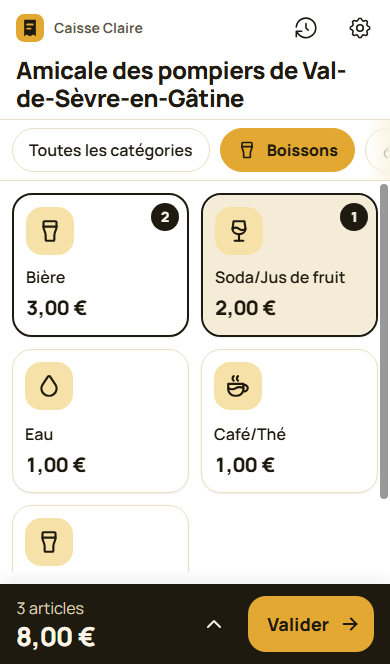 Caisse Claire
Amicale des pompiers de Val-
de-Sèvre-en-Gâtine
Toutes les catégories
Boissons
2
1
Bière
Soda/Jus de fruit
3,00 €
2,00 €
Eau
Café/Thé
1,00 €
1,00 €
3 articles
8,00 €
Valider